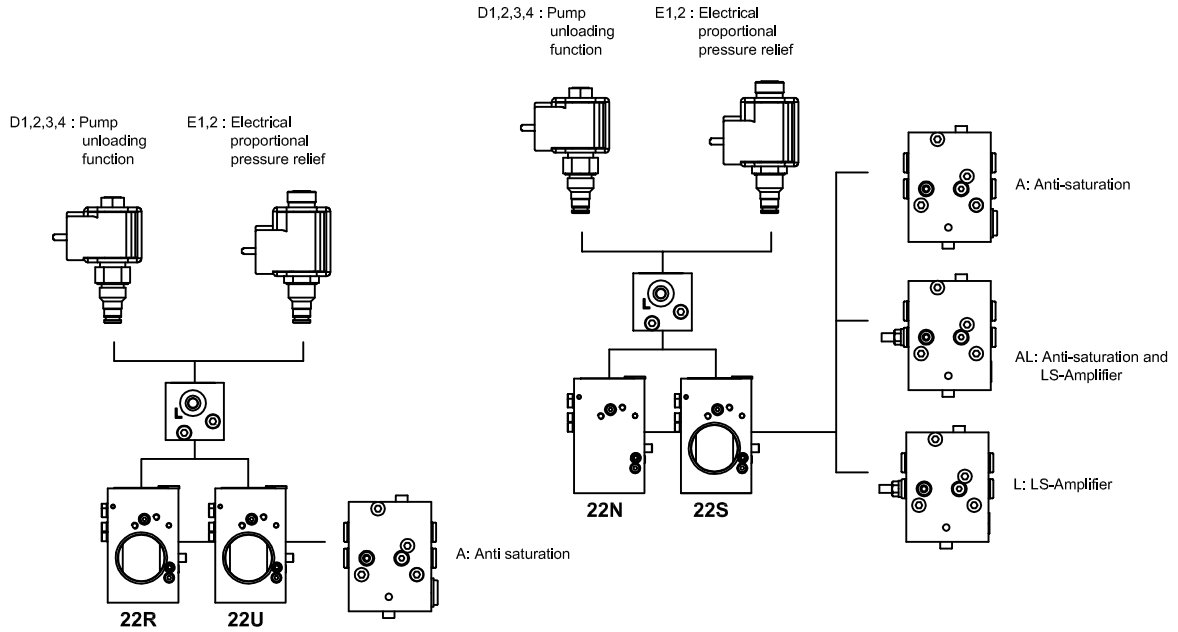 D1,2,3,4 : Pump
unloading
function
E1,2 : Electrical
proportional
pressure relief
L
22R
22U
A: Anti saturation
D1,2,3,4 : Pump
unloading
function
E1,2 : Electrical
proportional
pressure relief
L
22N
22S
A: Anti-saturation
AL: Anti-saturation and
LS-Amplifier
L: LS-Amplifier